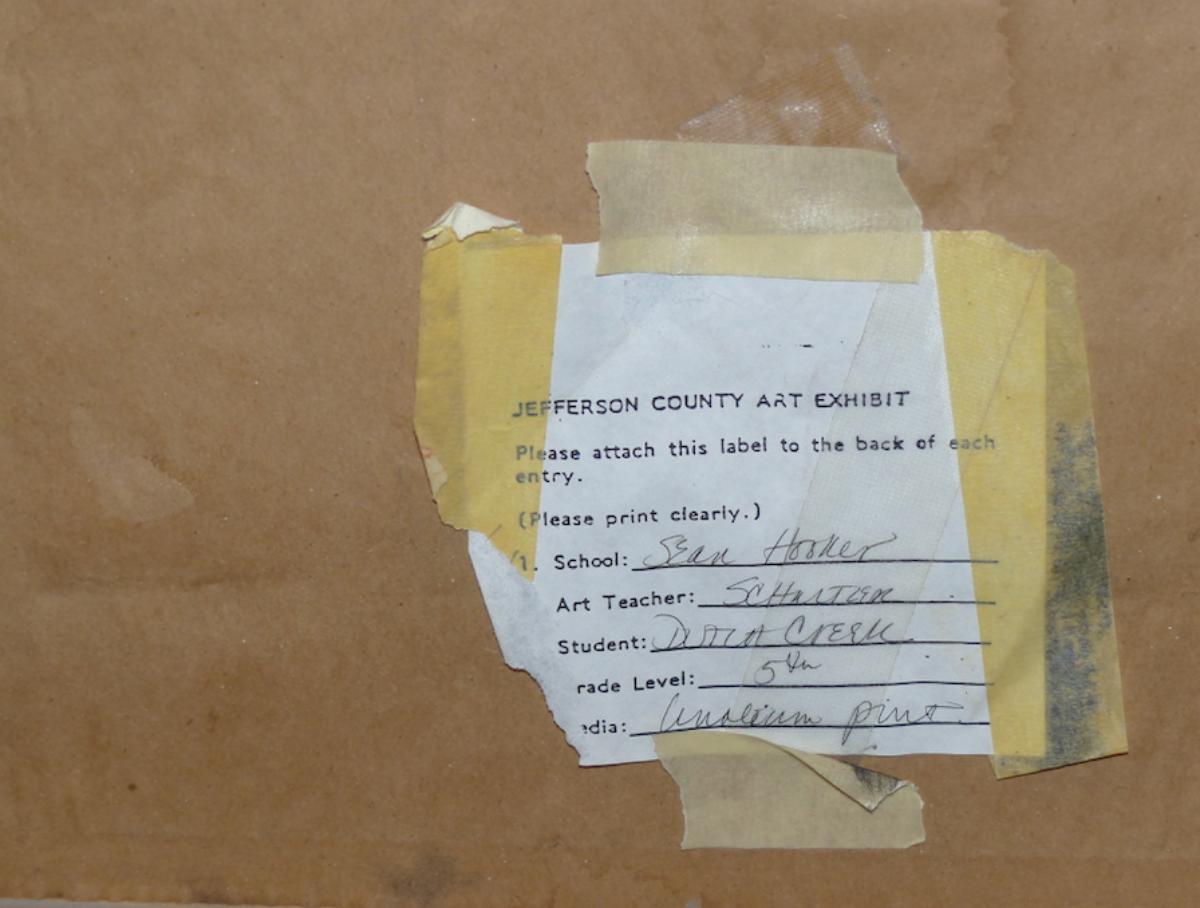 JEFFERSON COUNTY ART EXHIBIT
Please attach this label to the back of each
entry.
(Please print clearly.)
1. School: Sean Hooker
Art Teacher:
Student: Dutch Creek
rade Level: 5th
edia: Linoleum print